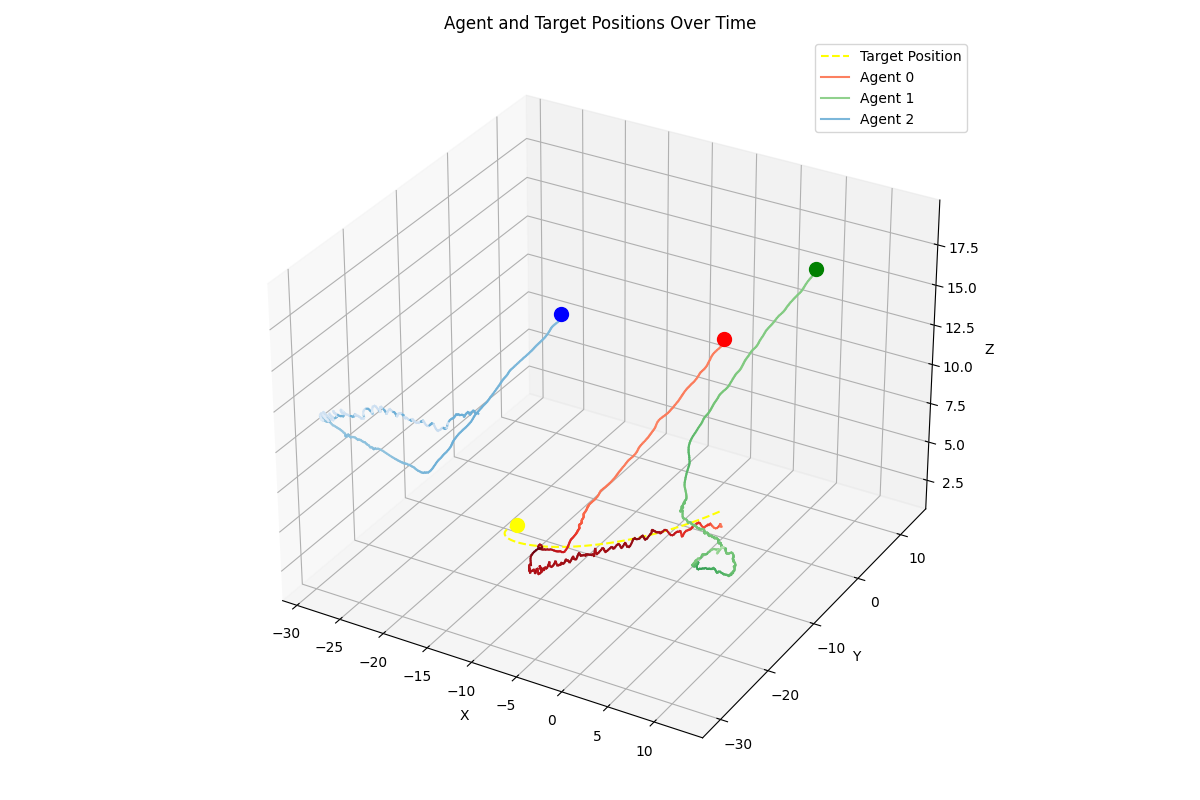 Agent and Target Positions Over Time
Target Position
Agent 0
Agent 1
Agent 2
17.5
15.0
12.5
10.0
7.5
5.0
2.5
Z
10
0
−10
−20
−30
Y
−30
−25
−20
−15
−10
−5
0
5
10
X